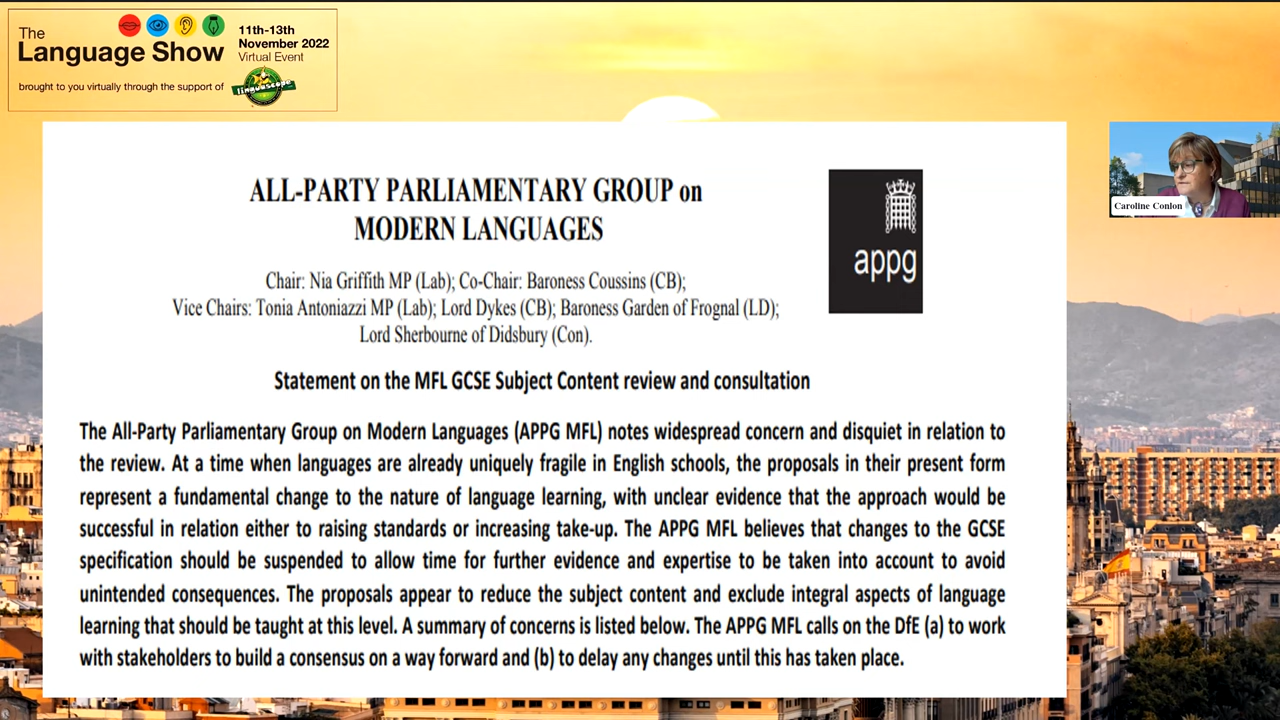 The
Language Show
11th-13th
November 2022
Virtual Event
brought to you virtually through the support of
linguascope
ALL-PARTY PARLIAMENTARY GROUP on
MODERN LANGUAGES
appg
Chair: Nia Griffith MP (Lab); Co-Chair: Baroness Coussins (CB);
Vice Chairs: Tonia Antoniazzi MP (Lab); Lord Dykes (CB); Baroness Garden of Frognal (LD);
Lord Sherbourne of Didsbury (Con).
Statement on the MFL GCSE Subject Content review and consultation
The All-Party Parliamentary Group on Modern Languages (APPG MFL) notes widespread concern and disquiet in relation to
the review. At a time when languages are already uniquely fragile in English schools, the proposals in their present form
represent a fundamental change to the nature of language learning, with unclear evidence that the approach would be
successful in relation either to raising standards or increasing take-up. The APPG MFL believes that changes to the GCSE
specification should be suspended to allow time for further evidence and expertise to be taken into account to avoid
unintended consequences. The proposals appear to reduce the subject content and exclude integral aspects of language
learning that should be taught at this level. A summary of concerns is listed below. The APPG MFL calls on the DfE (a) to work
with stakeholders to build a consensus on a way forward and (b) to delay any changes until this has taken place.
Caroline Conlon